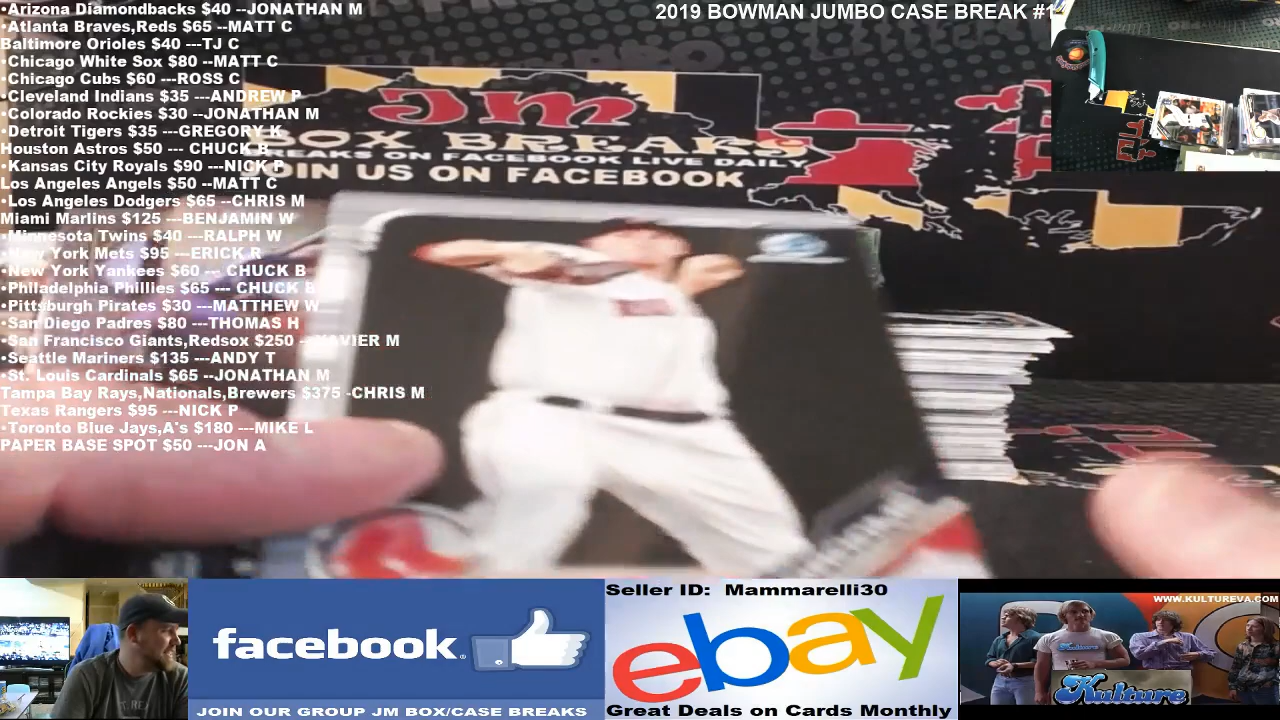 •Arizona Diamondbacks $40 --JONATHAN M
•Atlanta Braves,Reds $65 --MATT C
Baltimore Orioles $40 ---TJ C
•Chicago White Sox $80 --MATT C
•Chicago Cubs $60 ---ROSS C
•Cleveland Indians $35 ---ANDREW P
•Colorado Rockies $30 --JONATHAN M
•Detroit Tigers $35 ---GREGORY K
Houston Astros $50 --- CHUCK B
•Kansas City Royals $90 ---NICK P
Los Angeles Angels $50 --MATT C
•Los Angeles Dodgers $65 --CHRIS M
Miami Marlins $125 ---BENJAMIN W
•Minnesota Twins $40 ---RALPH W
•New York Mets $95 ---ERICK R
•New York Yankees $60 --- CHUCK B
•Philadelphia Phillies $65 --- CHUCK B
•Pittsburgh Pirates $30 ---MATTHEW W
•San Diego Padres $80 ---THOMAS H
•San Francisco Giants,Redsox $250 --XAVIER M
•Seattle Mariners $135 ---ANDY T
•St. Louis Cardinals $65 --JONATHAN M
Tampa Bay Rays,Nationals,Brewers $375 -CHRIS M
Texas Rangers $95 ---NICK P
•Toronto Blue Jays,A's $180 ---MIKE L
PAPER BASE SPOT $50 ---JON A
2019 BOWMAN JUMBO CASE BREAK #1
JM
BOX BREAKS
BREAKS ON FACEBOOK LIVE DAILY
JOIN US ON FACEBOOK
facebook.
JOIN OUR GROUP JM BOX/CASE BREAKS
Seller ID: Mammarelli30
ebay
Great Deals on Cards Monthly
WWW.KULTUREVA.COM
Kulture